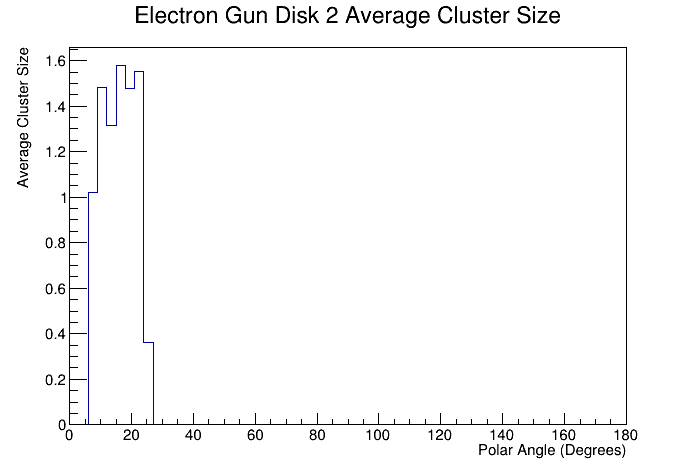 Electron Gun Disk 2 Average Cluster Size
Average Cluster Size
1.6
1.4
1.2
1
0.8
0.6
0.4
0.2
0
0 20 40 60 80 100 120 140 160 180
Polar Angle (Degrees)